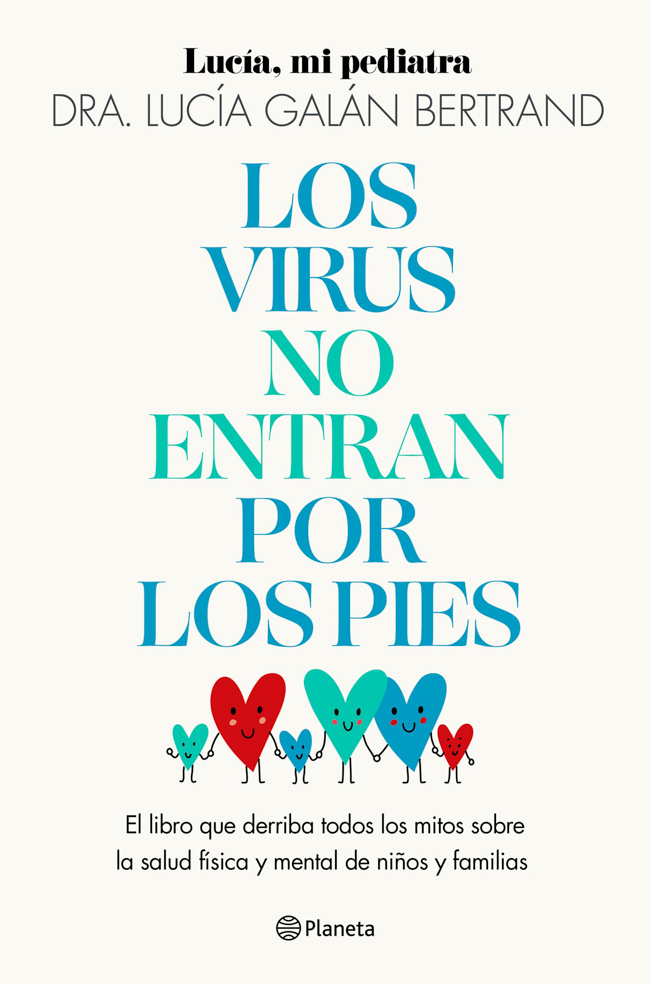 Lucía, mi pediatra
DRA. LUCÍA GALÁN BERTRAND
LOS
VIRUS
NO
ENTRAN
POR
LOS PIES
El libro que derriba todos los mitos sobre
la salud física y mental de niños y familias
Planeta